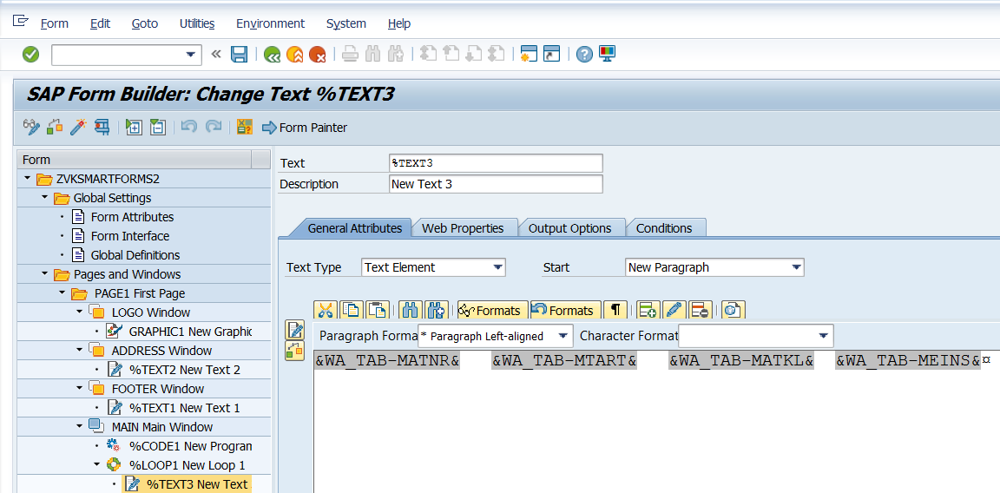 Form Edit Goto Utilities Environment System Help
SAP Form Builder: Change Text %TEXT3
Form Painter
Form
ZVKSMARTFORMS2
Global Settings
Form Attributes
Form Interface
Global Definitions
Pages and Windows
PAGE1 First Page
LOGO Window
GRAPHIC1 New Graphic
ADDRESS Window
%TEXT2 New Text 2
FOOTER Window
%TEXT1 New Text 1
MAIN Main Window
%CODE1 New Program
%LOOP1 New Loop 1
%TEXT3 New Text
Text %TEXT3
Description New Text 3
General Attributes Web Properties Output Options Conditions
Text Type Text Element Start New Paragraph
Formats Formats ¶
Paragraph Forma * Paragraph Left-aligned Character Format
&WA_TAB-MATNR& &WA_TAB-MTART& &WA_TAB-MATKL& &WA_TAB-MEINS&¤